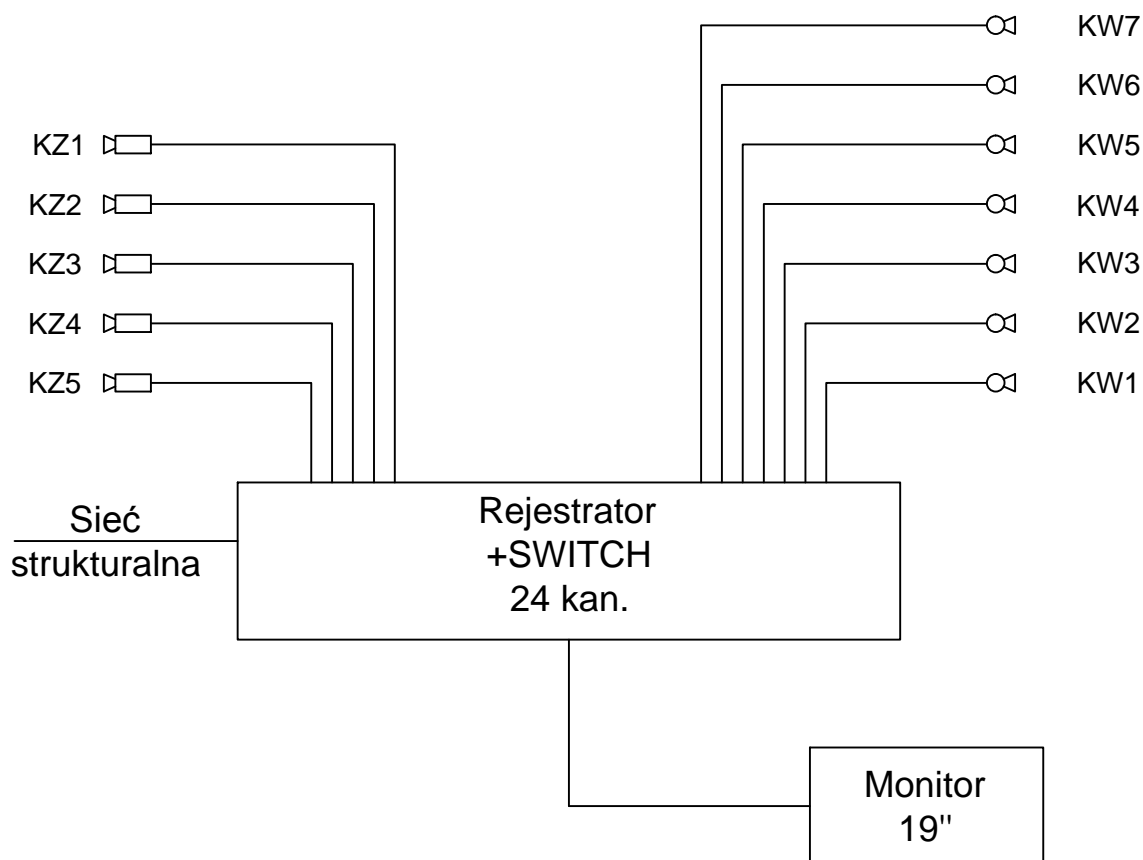 KW7
KW6
KZ1
KW5
KZ2
KW4
KZ3
KW3
KZ4
KW2
KZ5
KW1
Sieć
strukturalna
Rejestrator
+SWITCH
24 kan.
Monitor
19"